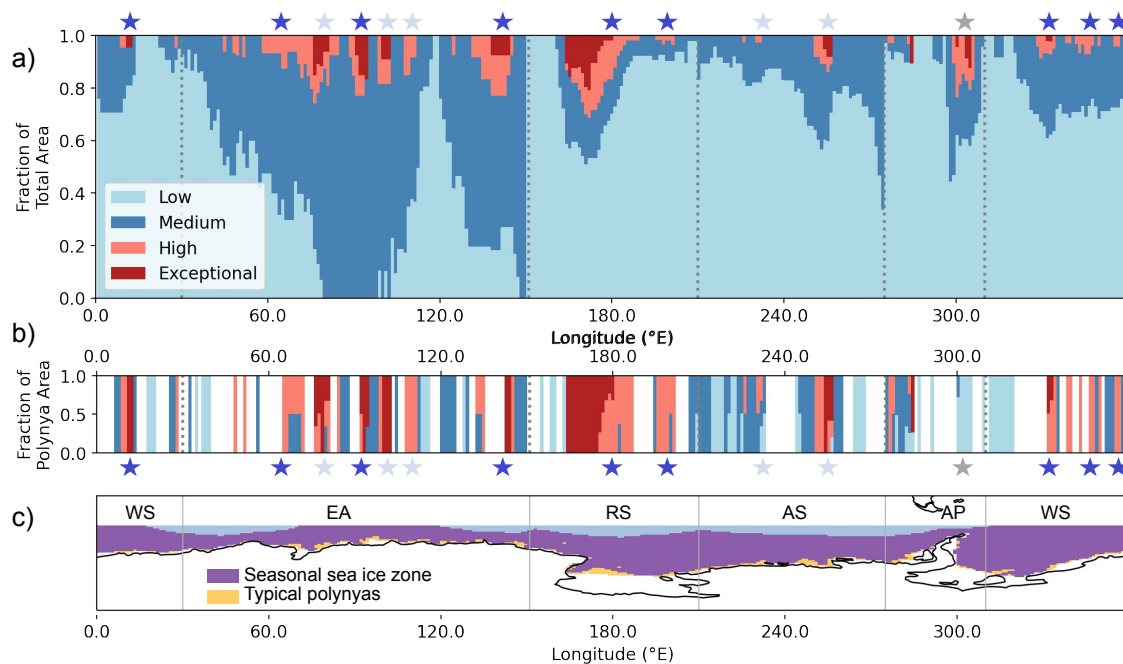 a)
Fraction of
Total Area
1.0
0.8
0.6
0.4
0.2
0.0
Low
Medium
High
Exceptional
0.0 60.0 120.0 180.0 240.0 300.0
Longitude (°E)
b)
0.0 60.0 120.0 180.0 240.0 300.0
Fraction of
Polynya Area
1.0
0.5
0.0
c)
WS EA RS AS AP WS
Seasonal sea ice zone
Typical polynyas
0.0 60.0 120.0 180.0 240.0 300.0
Longitude (°E)